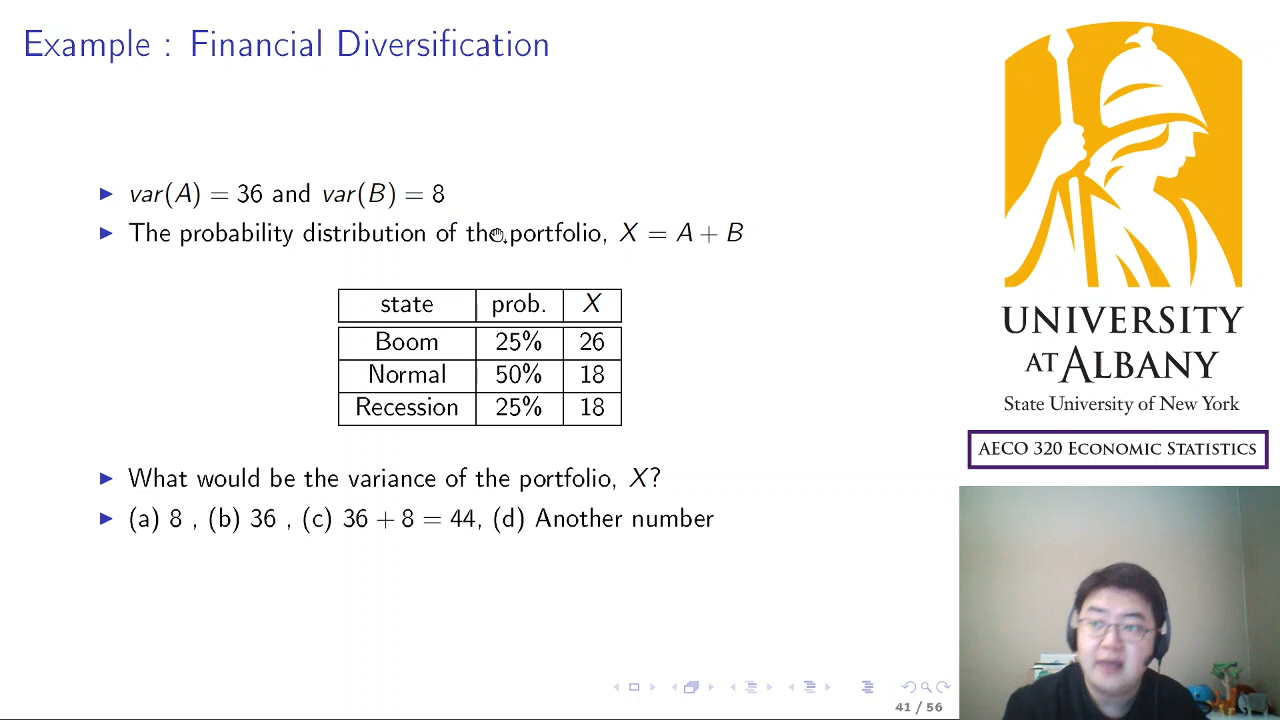 Example : Financial Diversification
▶ var(A) = 36 and var(B) = 8
▶ The probability distribution of the portfolio, X = A + B
state prob. X
Boom 25% 26
Normal 50% 18
Recession 25% 18
▶ What would be the variance of the portfolio, X?
▶ (a) 8 , (b) 36 , (c) 36 + 8 = 44, (d) Another number
41 / 56
UNIVERSITY
AT ALBANY
State University of New York
AECO 320 ECONOMIC STATISTICS